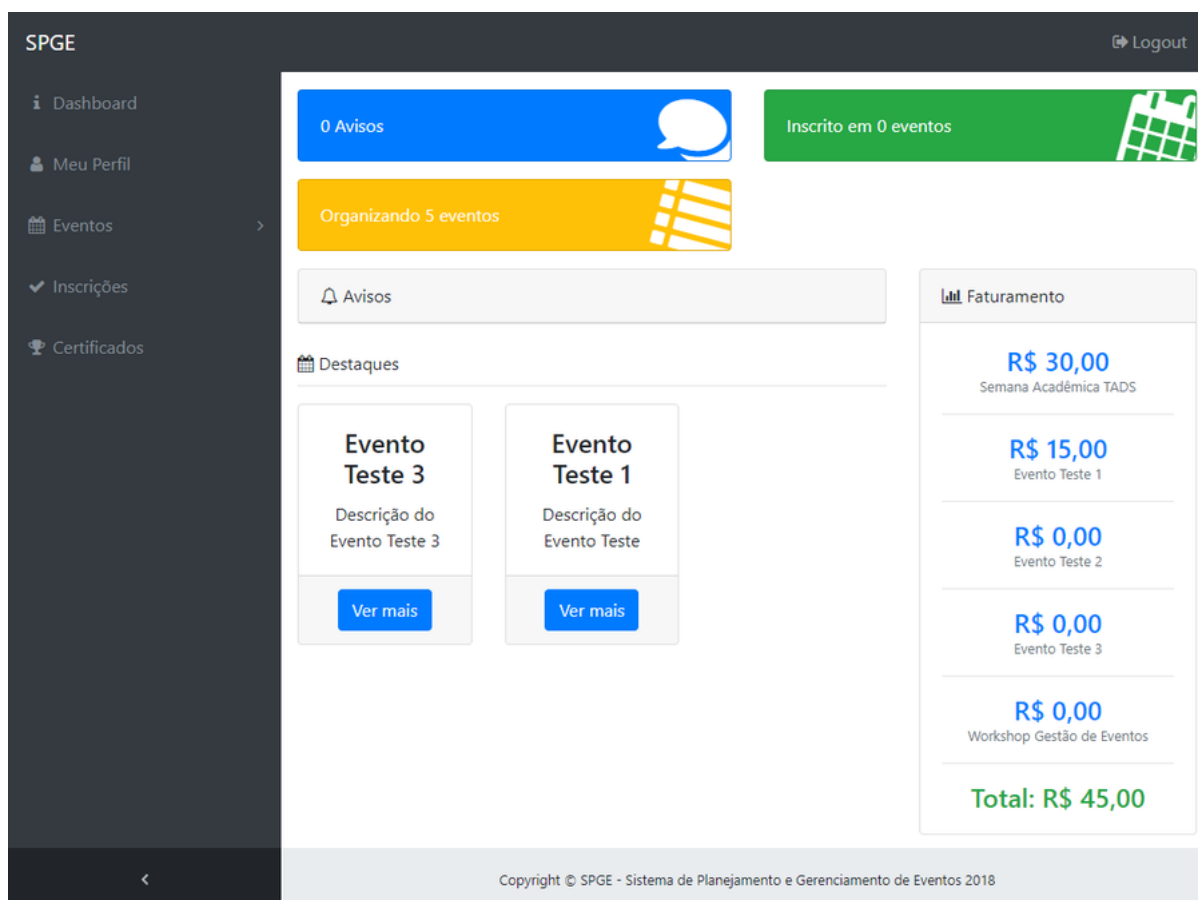 SPGE
Logout
Dashboard
Meu Perfil
Eventos
Inscrições
Certificados
0 Avisos
Inscrito em 0 eventos
Organizando 5 eventos
Avisos
Destaques
Evento
Teste 3
Descrição do
Evento Teste 3
Ver mais
Evento
Teste 1
Descrição do
Evento Teste
Ver mais
Faturamento
R$ 30,00
Semana Acadêmica TADS
R$ 15,00
Evento Teste 1
R$ 0,00
Evento Teste 2
R$ 0,00
Evento Teste 3
R$ 0,00
Workshop Gestão de Eventos
Total: R$ 45,00
Copyright © SPGE - Sistema de Planejamento e Gerenciamento de Eventos 2018